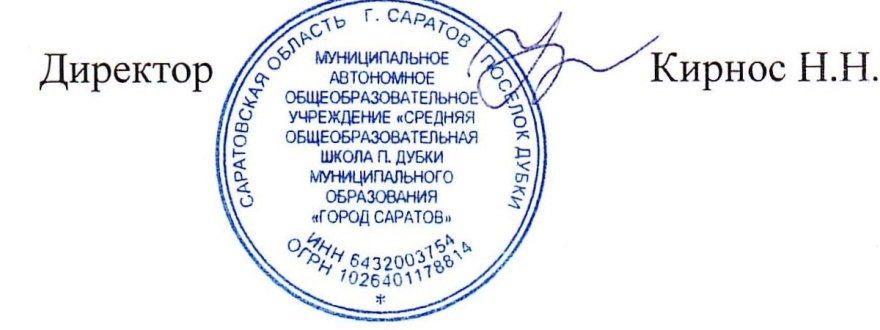 Директор
САРАТОВСКАЯ ОБЛАСТЬ Г. САРАТОВ ПОСЕЛОК ДУБКИ
МУНИЦИПАЛЬНОЕ
АВТОНОМНОЕ
ОБЩЕОБРАЗОВАТЕЛЬНОЕ
УЧРЕЖДЕНИЕ «СРЕДНЯЯ
ОБЩЕОБРАЗОВАТЕЛЬНАЯ
ШКОЛА П. ДУБКИ
МУНИЦИПАЛЬНОГО
ОБРАЗОВАНИЯ
«ГОРОД САРАТОВ»
ИНН 6432003754
ОГРН 1026401178814
*
Кирнос Н.Н.